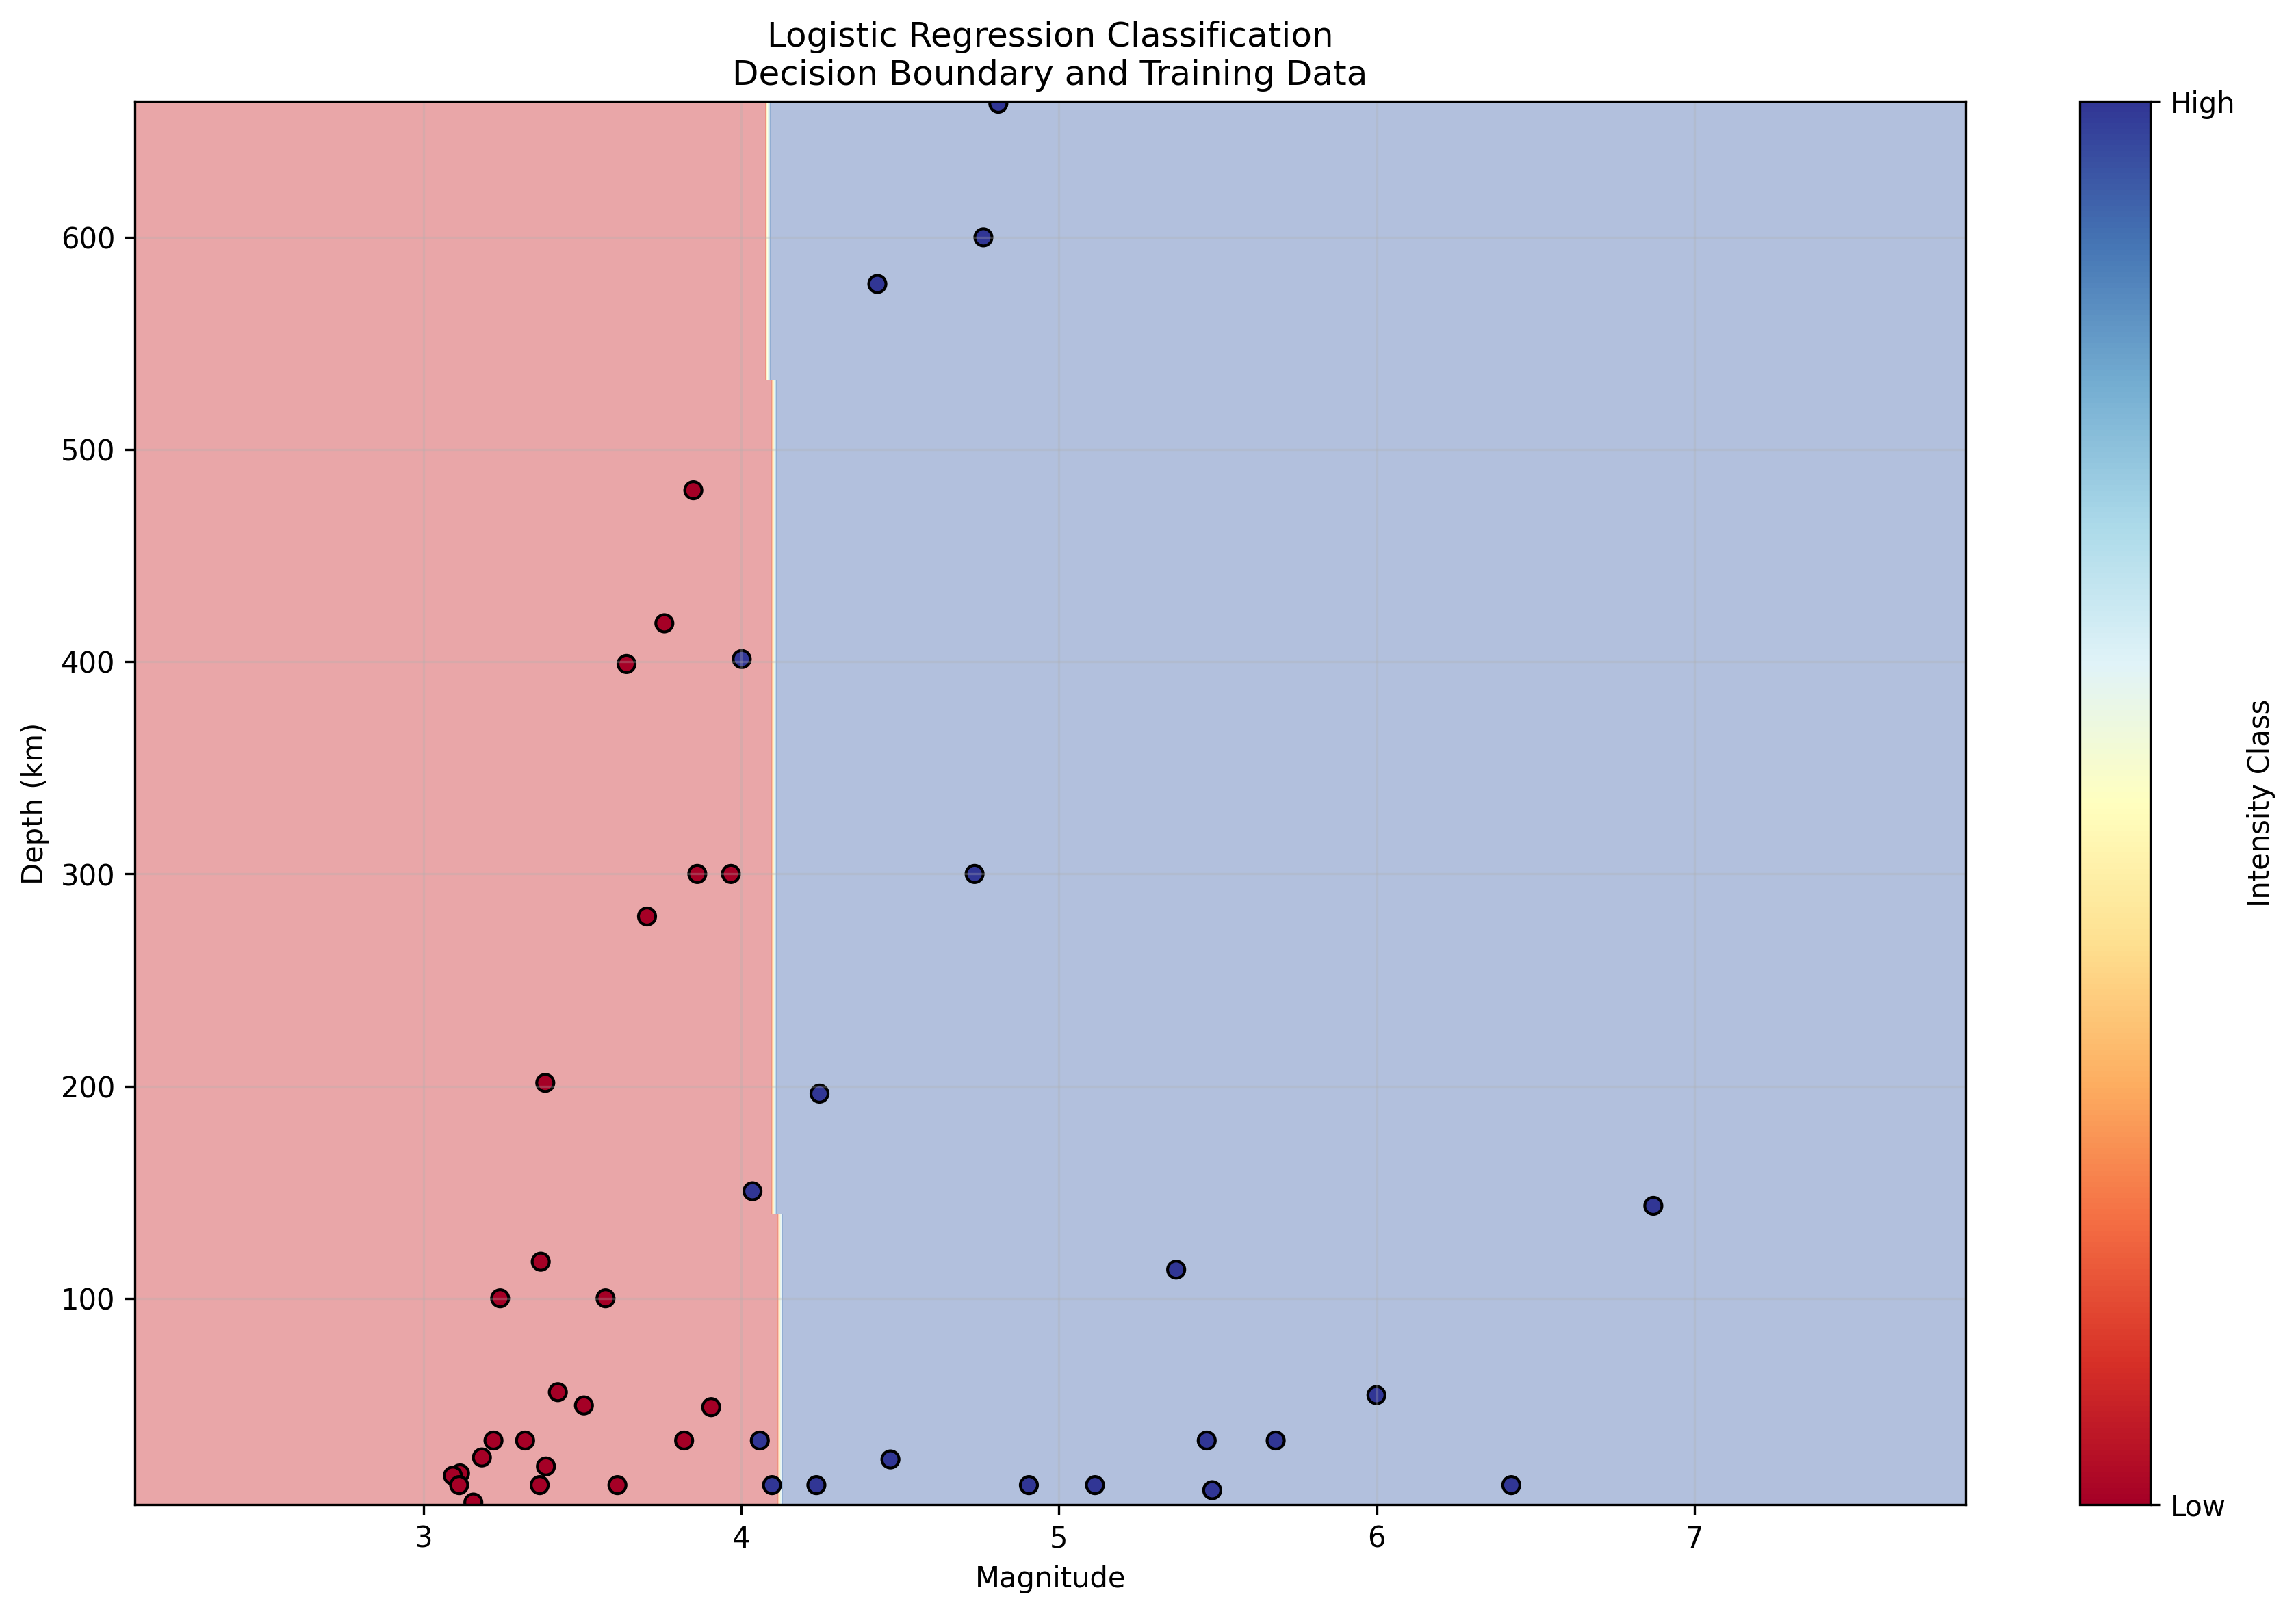 Logistic Regression Classification
Decision Boundary and Training Data
High
600
500
400
300
200
100
Depth (km)
Intensity Class
Low
3 4 5 6 7
Magnitude